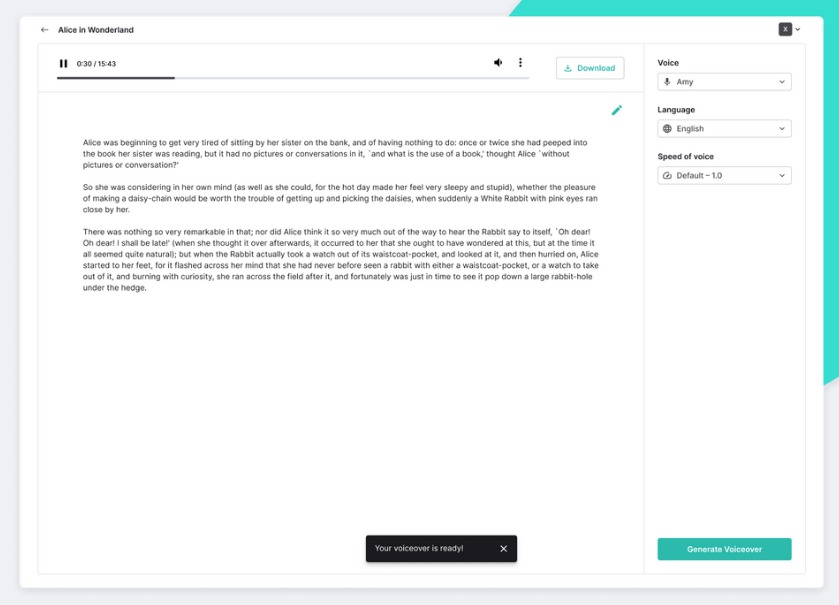 Alice in Wonderland
X
0:30 / 15:43
Download
Voice
Amy
Language
English
Speed of voice
Default – 1.0
Alice was beginning to get very tired of sitting by her sister on the bank, and of having nothing to do: once or twice she had peeped into
the book her sister was reading, but it had no pictures or conversations in it, `and what is the use of a book,' thought Alice `without
pictures or conversation?'
So she was considering in her own mind (as well as she could, for the hot day made her feel very sleepy and stupid), whether the pleasure
of making a daisy-chain would be worth the trouble of getting up and picking the daisies, when suddenly a White Rabbit with pink eyes ran
close by her.
There was nothing so very remarkable in that; nor did Alice think it so very much out of the way to hear the Rabbit say to itself, `Oh dear!
Oh dear! I shall be late!' (when she thought it over afterwards, it occurred to her that she ought to have wondered at this, but at the time it
all seemed quite natural); but when the Rabbit actually took a watch out of its waistcoat-pocket, and looked at it, and then hurried on, Alice
started to her feet, for it flashed across her mind that she had never before seen a rabbit with either a waistcoat-pocket, or a watch to take
out of it, and burning with curiosity, she ran across the field after it, and fortunately was just in time to see it pop down a large rabbit-hole
under the hedge.
Your voiceover is ready!
Generate Voiceover